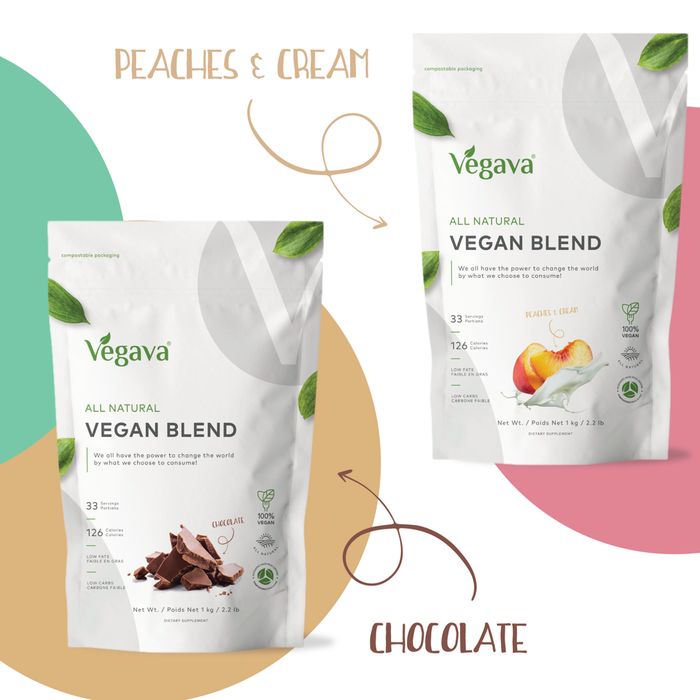 PEACHES & CREAM
compostable packaging
Vegava®
ALL NATURAL
VEGAN BLEND
We all have the power to change the world
by what we choose to consume!
33 Servings
Portions
126 Calories
Calories
LOW FATS
FAIBLE EN GRAS
LOW CARBS
CARBONE FAIBLE
PEACHES & CREAM
100%
VEGAN
ALL NATURAL
Net Wt. / Poids Net 1 kg / 2.2 lb
DIETARY SUPPLEMENT
compostable packaging
Vegava®
ALL NATURAL
VEGAN BLEND
We all have the power to change the world
by what we choose to consume!
33 Servings
Portions
126 Calories
Calories
LOW FATS
FAIBLE EN GRAS
LOW CARBS
CARBONE FAIBLE
CHOCOLATE
100%
VEGAN
ALL NATURAL
Net Wt. / Poids Net 1 kg / 2.2 lb
DIETARY SUPPLEMENT
CHOCOLATE